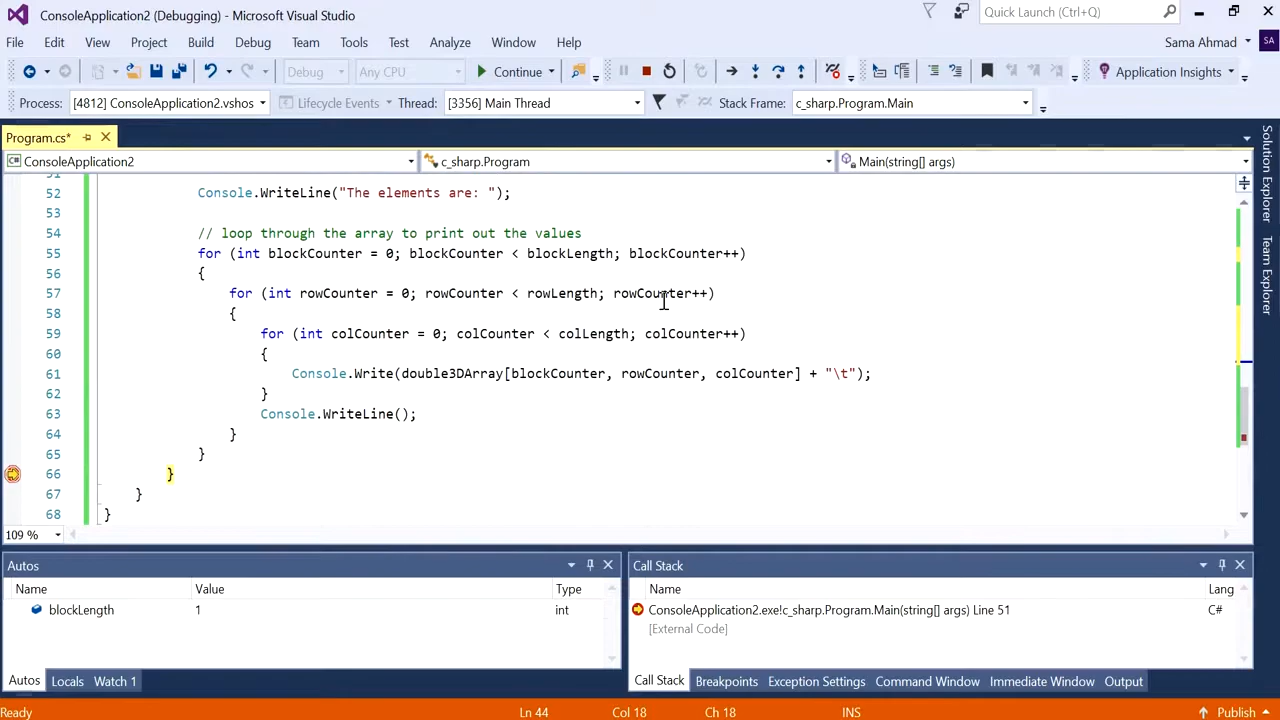 ConsoleApplication2 (Debugging) - Microsoft Visual Studio
Quick Launch (Ctrl+Q)
File Edit View Project Build Debug Team Tools Test Analyze Window Help
Sama Ahmad SA
Debug Any CPU Continue Application Insights
Process: [4812] ConsoleApplication2.vshos Lifecycle Events Thread: [3356] Main Thread Stack Frame: c_sharp.Program.Main
Program.cs*
C# ConsoleApplication2 c_sharp.Program Main(string[] args)
51
52 Console.WriteLine("The elements are: ");
53
54 // loop through the array to print out the values
55 for (int blockCounter = 0; blockCounter < blockLength; blockCounter++)
56 {
57 for (int rowCounter = 0; rowCounter < rowLength; rowCounter++)
58 {
59 for (int colCounter = 0; colCounter < colLength; colCounter++)
60 {
61 Console.Write(double3DArray[blockCounter, rowCounter, colCounter] + "\t");
62 }
63 Console.WriteLine();
64 }
65 }
66 }
67 }
68 }
109 %
Solution Explorer
Team Explorer
Autos
Name Value Type
blockLength 1 int
Autos Locals Watch 1
Call Stack
Name Lang
ConsoleApplication2.exe!c_sharp.Program.Main(string[] args) Line 51 C#
[External Code]
Call Stack Breakpoints Exception Settings Command Window Immediate Window Output
Ready Ln 44 Col 18 Ch 18 INS Publish